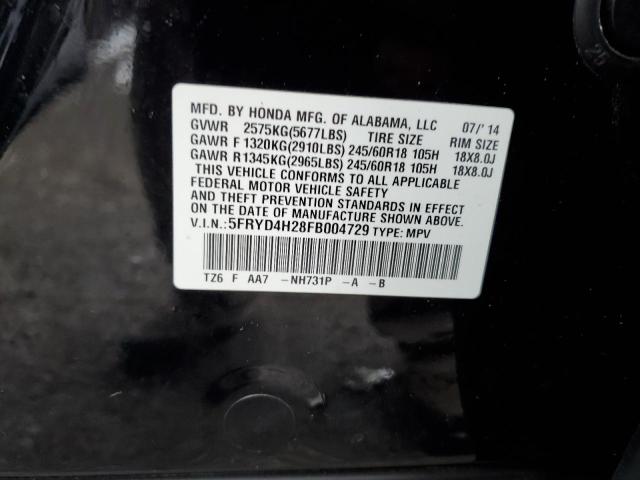 MFD. BY HONDA MFG. OF ALABAMA, LLC 07/'14
GVWR 2575KG(5677LBS) TIRE SIZE RIM SIZE
GAWR F 1320KG(2910LBS) 245/60R18 105H 18X8.0J
GAWR R1345KG(2965LBS) 245/60R18 105H 18X8.0J
THIS VEHICLE CONFORMS TO ALL APPLICABLE
FEDERAL MOTOR VEHICLE SAFETY
AND THEFT PREVENTION STANDARDS IN EFFECT
ON THE DATE OF MANUFACTURE SHOWN ABOVE.
V.I.N.:5FRYD4H28FB004729 TYPE: MPV
TZ6 F AA7 -NH731P -A -B
25